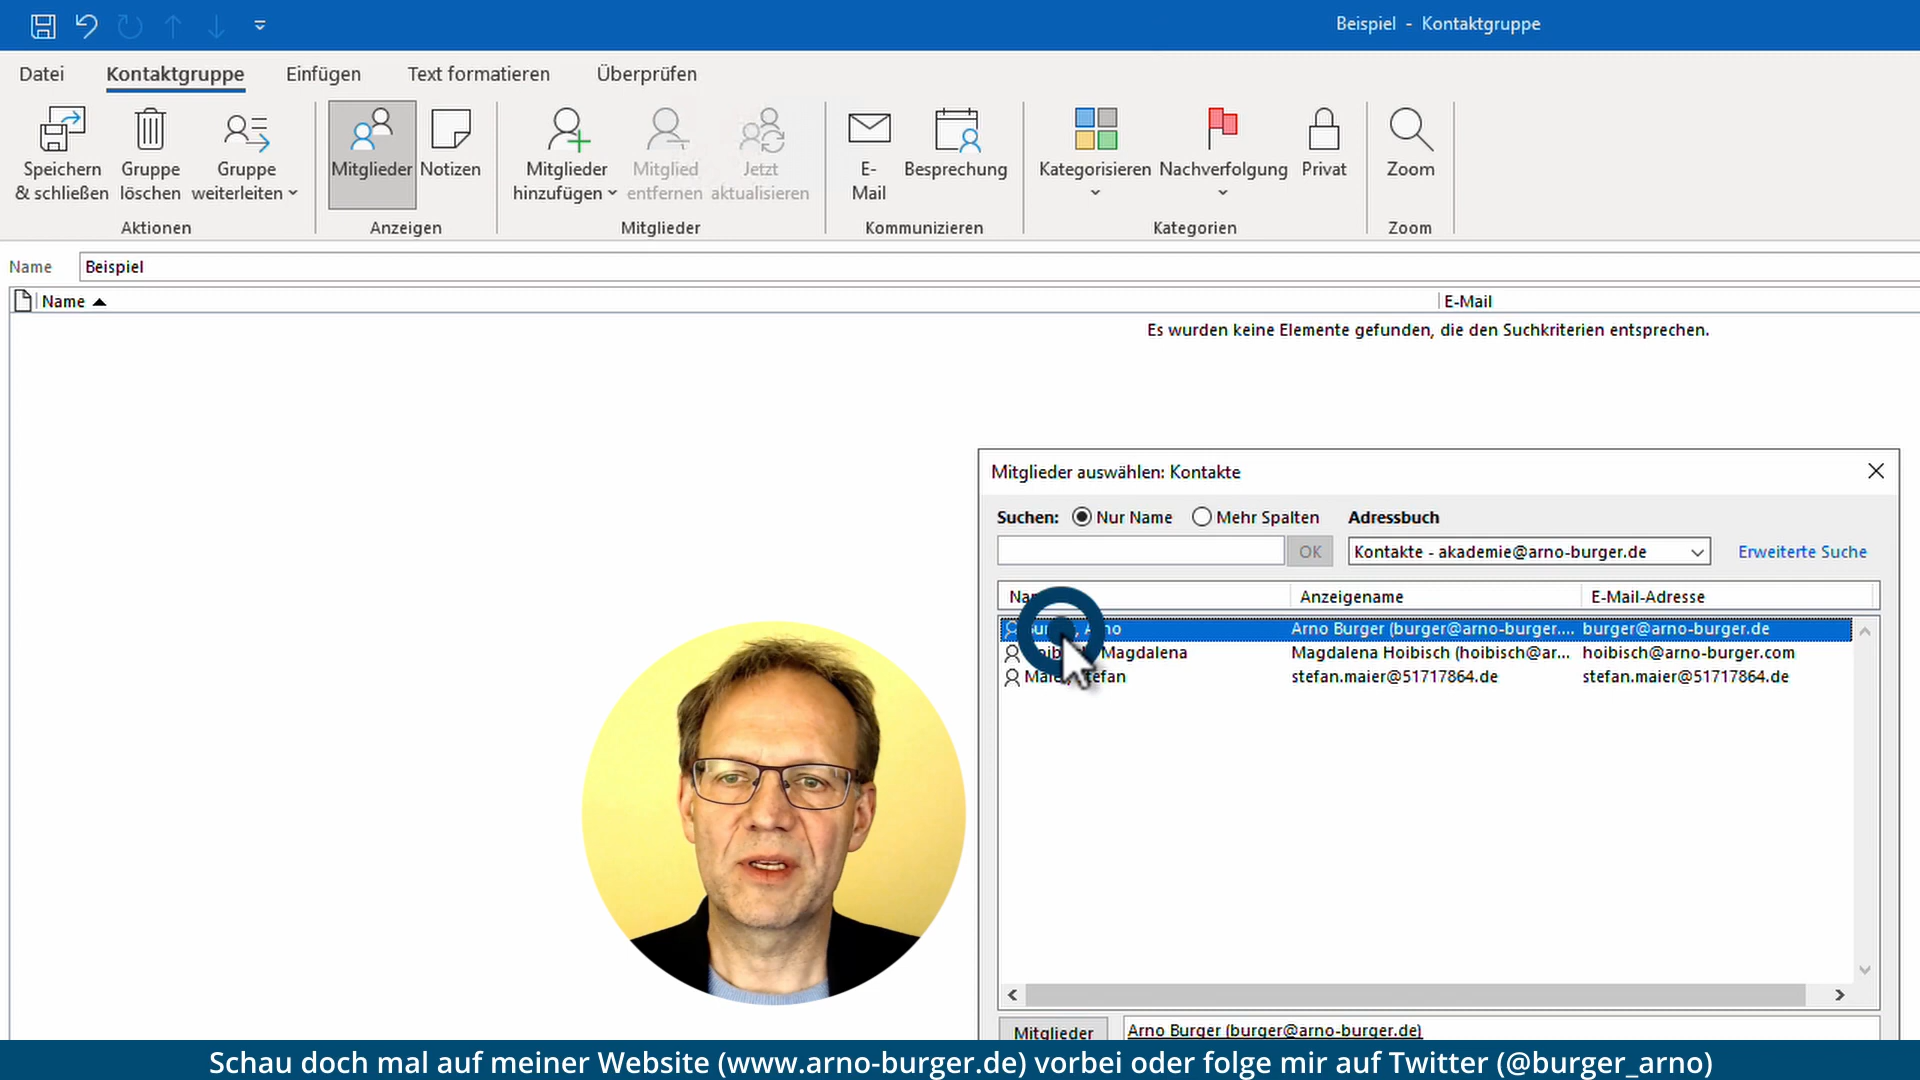 Beispiel - Kontaktgruppe
Datei Kontaktgruppe Einfügen Text formatieren Überprüfen
Speichern & schließen
Gruppe löschen
Gruppe weiterleiten
Aktionen
Mitglieder
Notizen
Anzeigen
Mitglieder hinzufügen
Mitglied entfernen
Jetzt aktualisieren
Mitglieder
E-Mail
Besprechung
Kommunizieren
Kategorisieren
Nachverfolgung
Privat
Kategorien
Zoom
Zoom
Name Beispiel
Name E-Mail
Es wurden keine Elemente gefunden, die den Suchkriterien entsprechen.
Mitglieder auswählen: Kontakte
Suchen: Nur Name Mehr Spalten Adressbuch
OK Kontakte - akademie@arno-burger.de Erweiterte Suche
Anzeigename E-Mail-Adresse
Arno Burger (burger@arno-burger.... burger@arno-burger.de
Magdalena Magdalena Hoibisch (hoibisch@ar... hoibisch@arno-burger.com
stefan.maier@51717864.de stefan.maier@51717864.de
Mitglieder Arno Burger (burger@arno-burger.de)
Schau doch mal auf meiner Website (www.arno-burger.de) vorbei oder folge mir auf Twitter (@burger_arno)